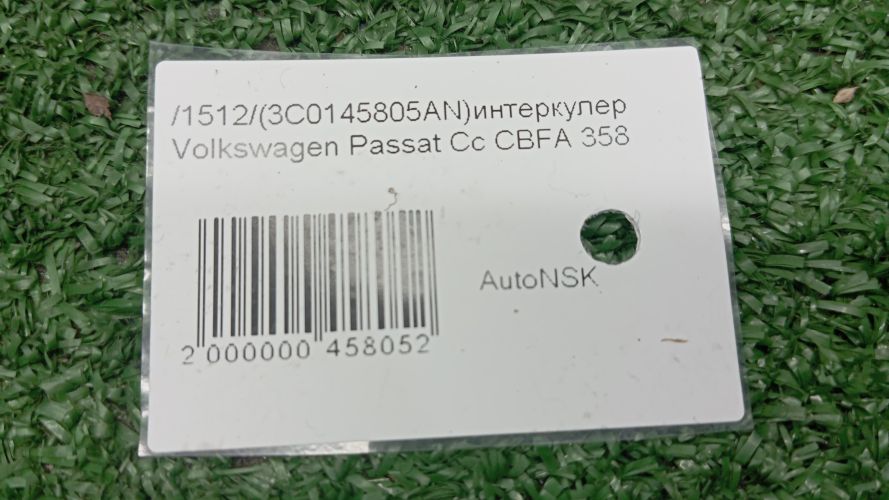 /1512/(3C0145805AN)интеркулер
Volkswagen Passat Cc CBFA 358
AutoNSK
2 000000 458052